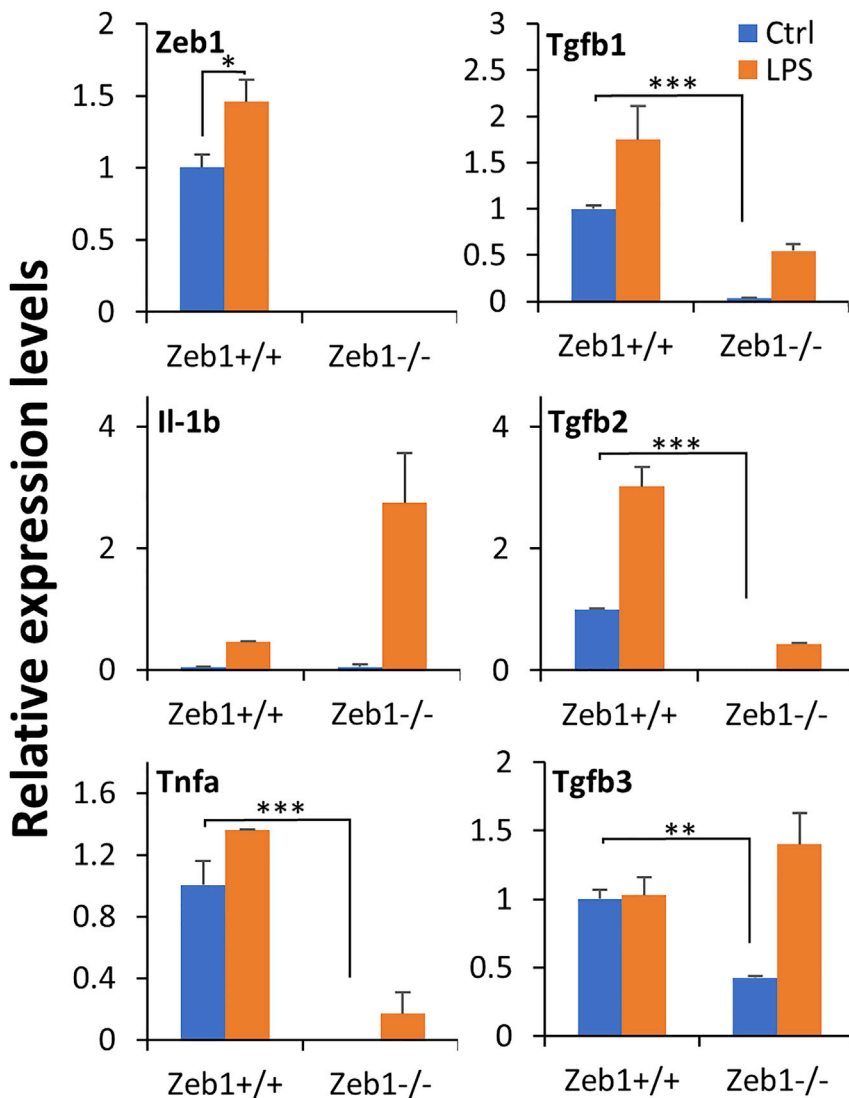 Relative expression levels
Zeb1
2
1.5
1
0.5
0
*
Zeb1+/+ Zeb1-/-
Tgfb1
Ctrl
LPS
3
2.5
2
1.5
1
0.5
0
***
Zeb1+/+ Zeb1-/-
Il-1b
4
2
0
Zeb1+/+ Zeb1-/-
Tgfb2
4
2
0
***
Zeb1+/+ Zeb1-/-
Tnfa
1.6
1.2
0.8
0.4
0
***
Zeb1+/+ Zeb1-/-
Tgfb3
2
1.5
1
0.5
0
**
Zeb1+/+ Zeb1-/-